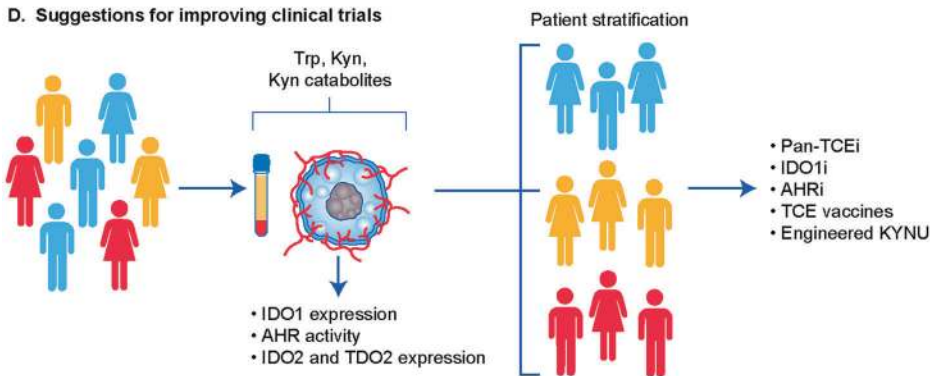 D. Suggestions for improving clinical trials
Trp, Kyn,
Kyn catabolites
• IDO1 expression
• AHR activity
• IDO2 and TDO2 expression
Patient stratification
• Pan-TCEi
• IDO1i
• AHRi
• TCE vaccines
• Engineered KYNU